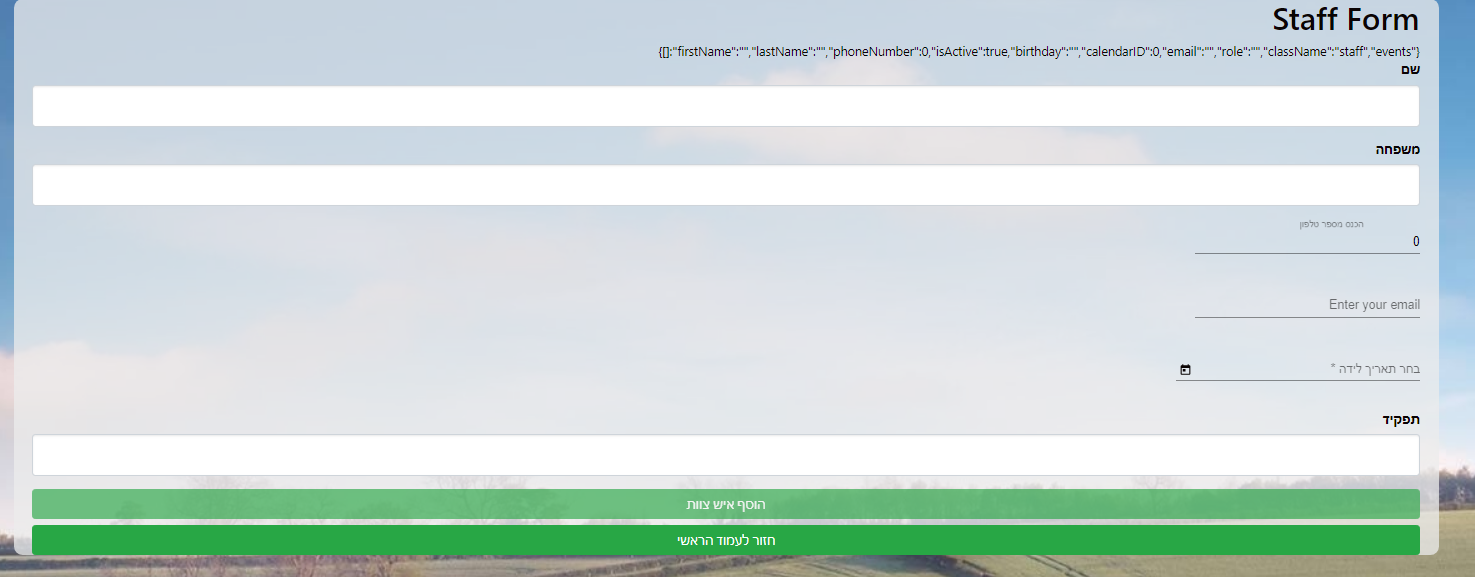 Staff Form
{"firstName":"","lastName":"","phoneNumber":0,"isActive":true,"birthday":"","calendarID":0,"email":"","role":"","className":"staff","events":[]}
שם
משפחה
הכנס מספר טלפון
0
Enter your email
בחר תאריך לידה *
תפקיד
הוסף איש צוות
חזור לעמוד הראשי